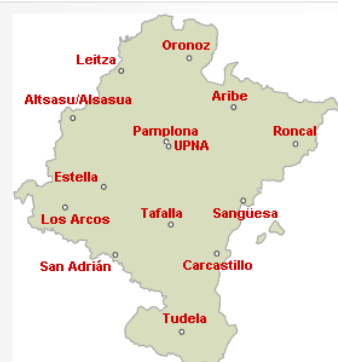 Oronoz
Leitza
Aribe
Altsasu/Alsasua
Pamplona
Roncal
UPNA
Estella
Los Arcos
Tafalla
Sangüesa
San Adrián
Carcastillo
Tudela